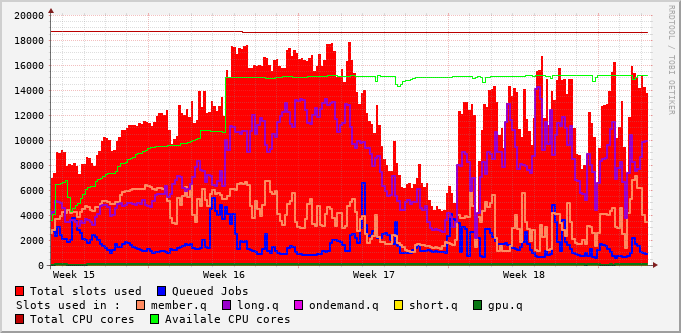 20000
18000
16000
14000
12000
10000
8000
6000
4000
2000
0
Week 15 Week 16 Week 17 Week 18
Total slots used Queued Jobs
Slots used in : member.q long.q ondemand.q short.q gpu.q
Total CPU cores Availale CPU cores
RRDTOOL / TOBI OETIKER